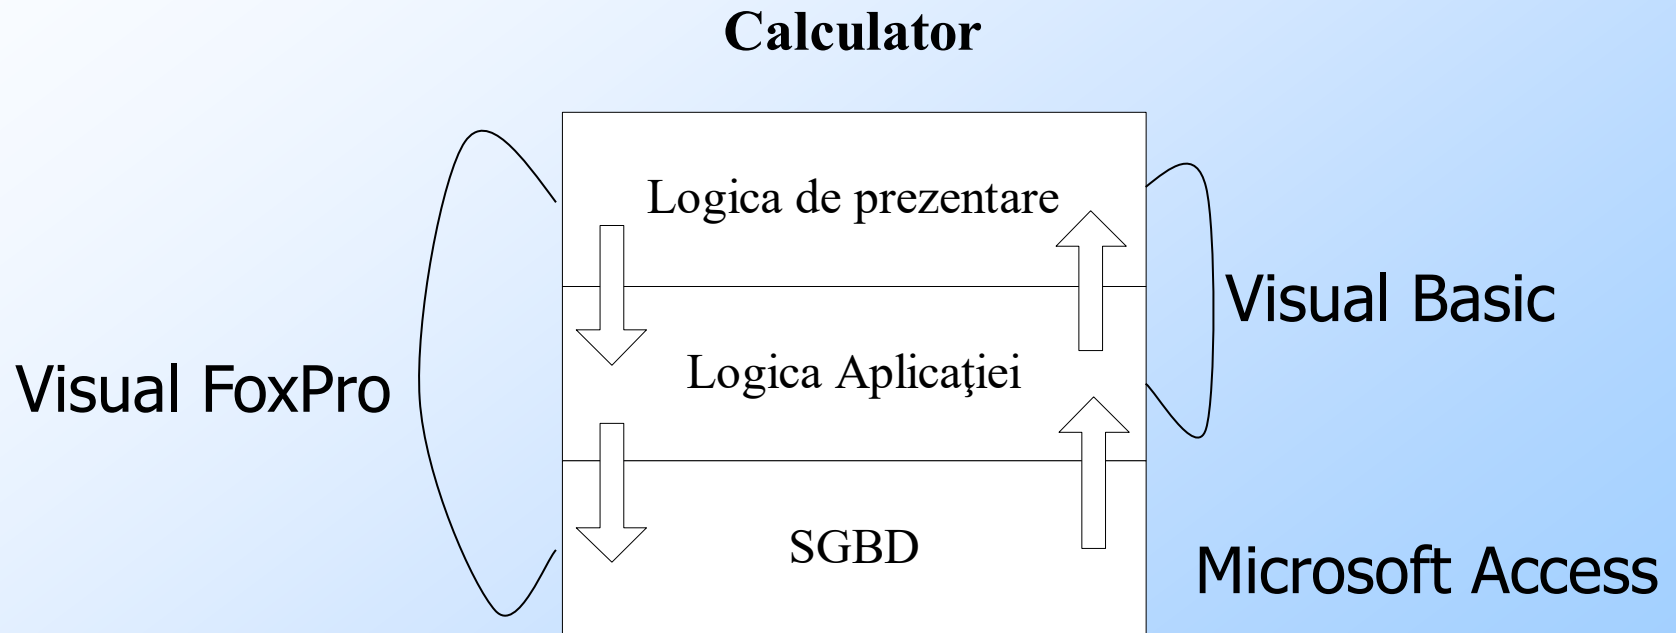 Calculator
Logica de prezentare
Visual Basic
Visual FoxPro
Logica Aplicaţiei
SGBD
Microsoft Access